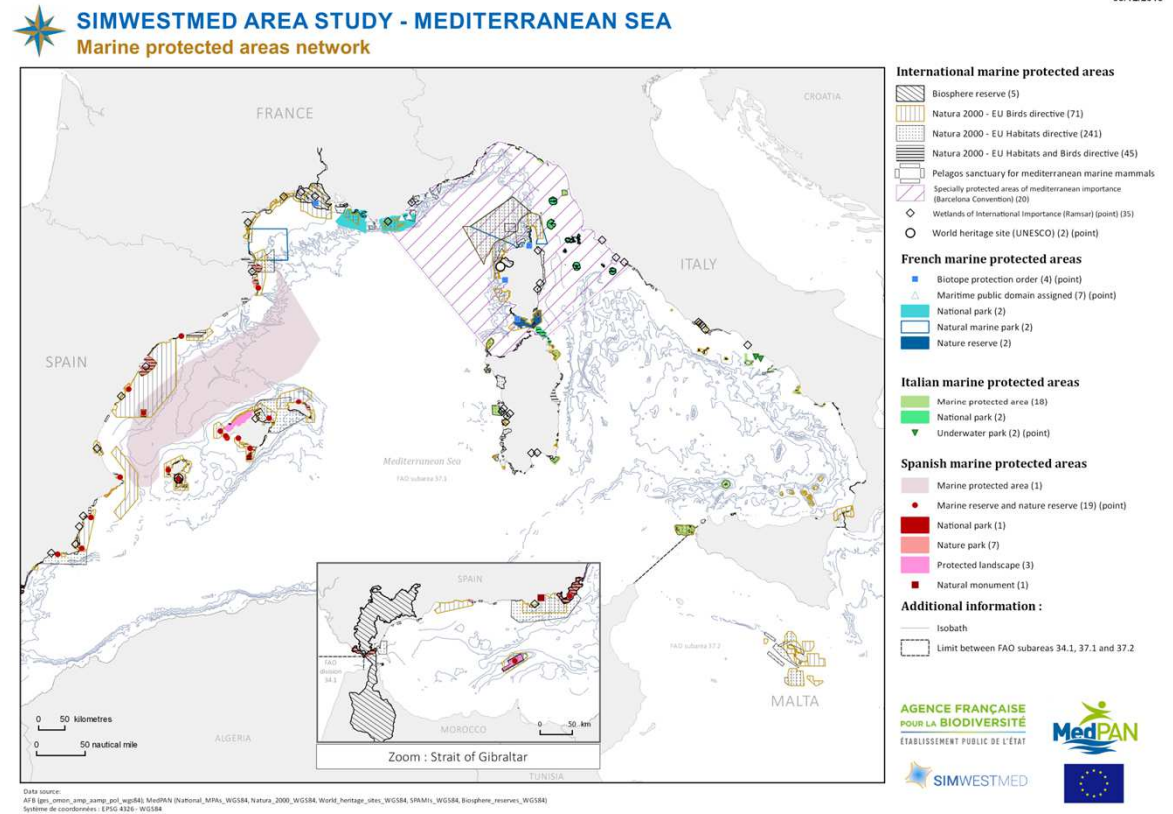 SIMWESTMED AREA STUDY - MEDITERRANEAN SEA
Marine protected areas network
FRANCE
CROATIA
ITALY
SPAIN
Mediterranean Sea
FAO subarea 37.1
FAO subarea 37.2
MALTA
ALGERIA
TUNISIA
0 50 kilometres
0 50 nautical mile
SPAIN
FAO
division
34.1
MOROCCO
0 50 km
Zoom : Strait of Gibraltar
International marine protected areas
Biosphere reserve (5)
Natura 2000 - EU Birds directive (71)
Natura 2000 - EU Habitats directive (241)
Natura 2000 - EU Habitats and Birds directive (45)
Pelagos sanctuary for mediterranean marine mammals
Specially protected areas of mediterranean importance
(Barcelona Convention) (20)
Wetlands of International Importance (Ramsar) (point) (35)
World heritage site (UNESCO) (2) (point)
French marine protected areas
Biotope protection order (4) (point)
Maritime public domain assigned (7) (point)
National park (2)
Natural marine park (2)
Nature reserve (2)
Italian marine protected areas
Marine protected area (18)
National park (2)
Underwater park (2) (point)
Spanish marine protected areas
Marine protected area (1)
Marine reserve and nature reserve (19) (point)
National park (1)
Nature park (7)
Protected landscape (3)
Natural monument (1)
Additional information :
Isobath
Limit between FAO subareas 34.1, 37.1 and 37.2
AGENCE FRANÇAISE
POUR LA BIODIVERSITÉ
ÉTABLISSEMENT PUBLIC DE L'ÉTAT
MedPAN
SIMWESTMED
Data source:
AFB (ges_omon_amp_aamp_pol_wgs84); MedPAN (National_MPAs_WGS84, Natura_2000_WGS84, World_heritage_sites_WGS84, SPAMIs_WGS84, Biosphere_reserves_WGS84)
Système de coordonnées : EPSG 4326 - WGS84